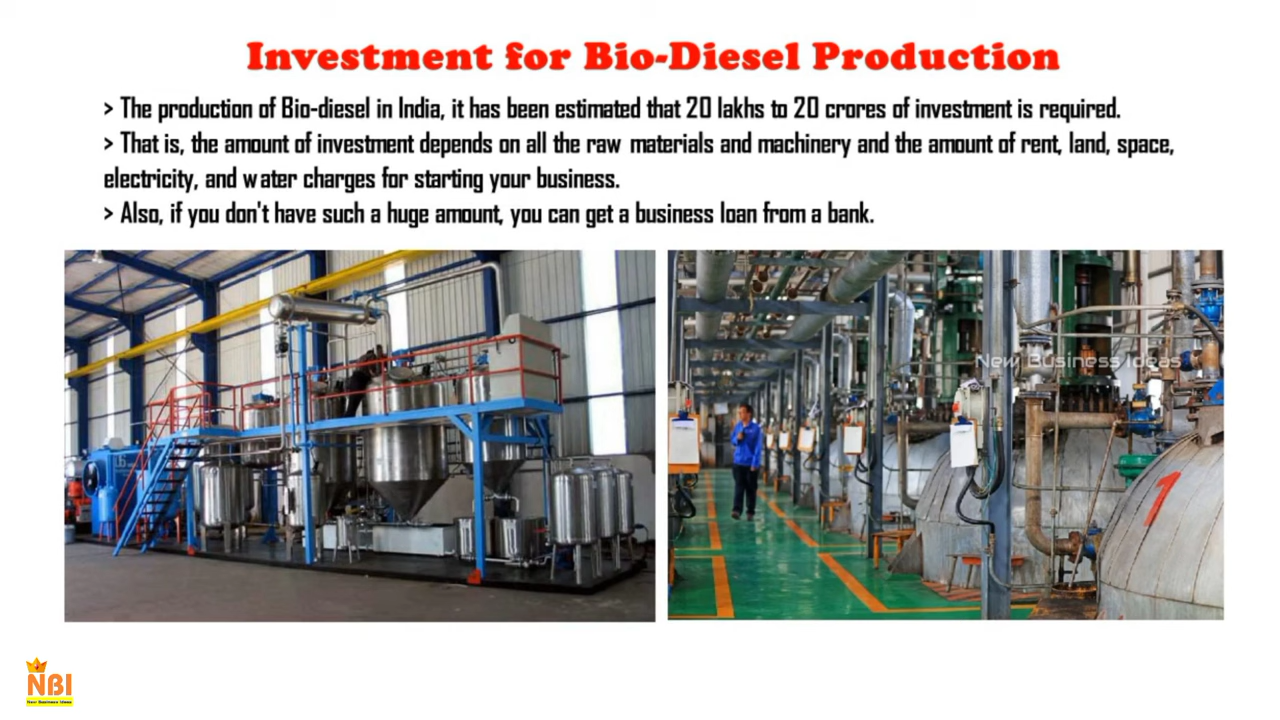 Investment for Bio-Diesel Production
> The production of Bio-diesel in India, it has been estimated that 20 lakhs to 20 crores of investment is required.
> That is, the amount of investment depends on all the raw materials and machinery and the amount of rent, land, space,
electricity, and water charges for starting your business.
> Also, if you don't have such a huge amount, you can get a business loan from a bank.
New Business Ideas
1
NBI
New Business Ideas